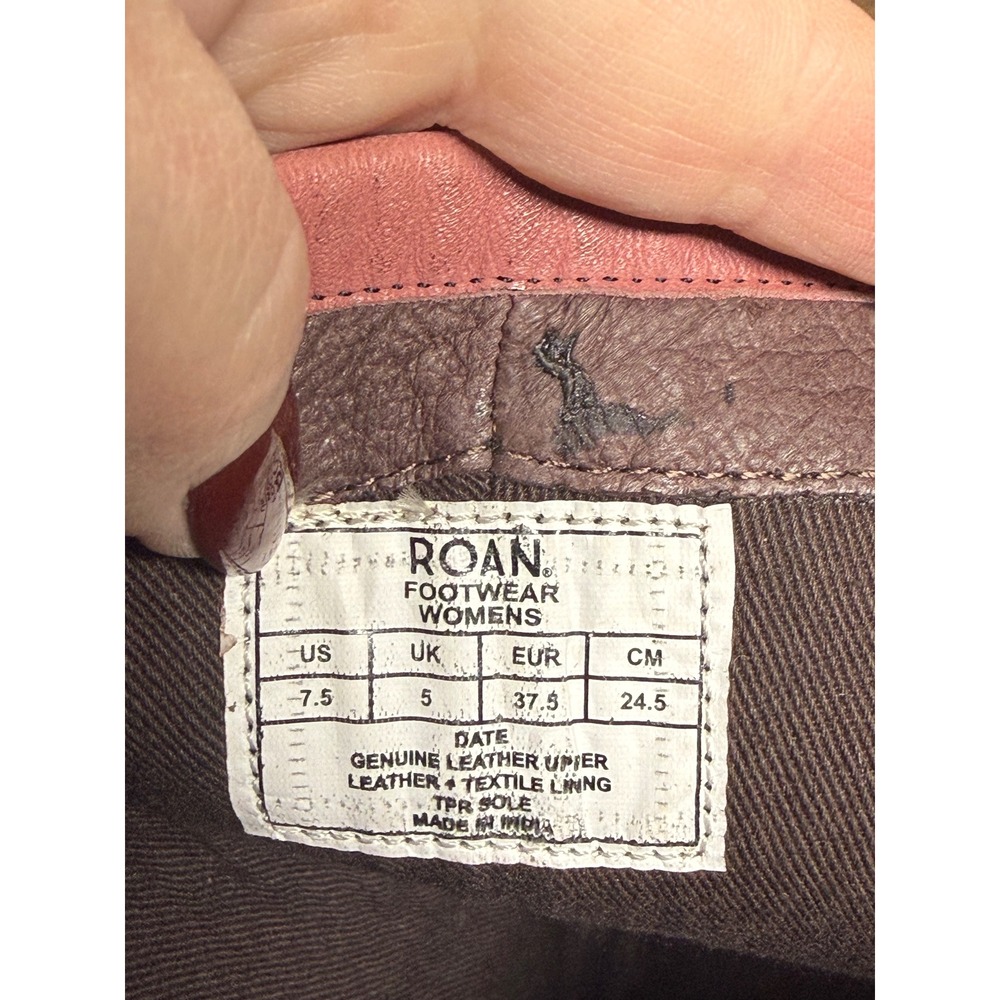 ROAN®
FOOTWEAR
WOMENS
US UK EUR CM
7.5 5 37.5 24.5
DATE
GENUINE LEATHER UPPER
LEATHER + TEXTILE LINNG
TPR SOLE
MADE IN INDIA